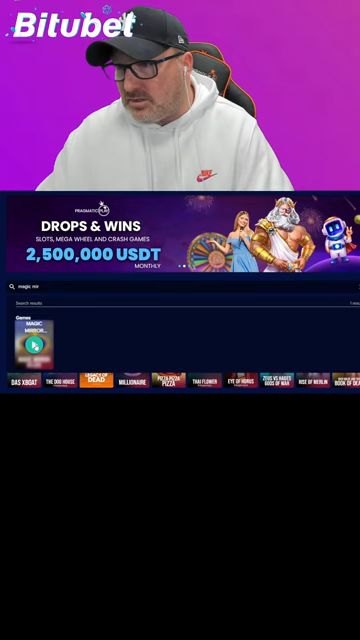 Bitubet
PRAGMATIC PLAY
DROPS & WINS
SLOTS, MEGA WHEEL AND CRASH GAMES
2,500,000 USDT
MONTHLY
magic mir
Search results
Games
MAGIC
MIRROR...
DAS XBOAT
THE DOG HOUSE
LEGACY OF
DEAD
MILLIONAIRE
PIZZA PIZZA
PIZZA
THAI FLOWER
EYE OF HORUS
ZEUS VS HADES
GODS OF WAR
RISE OF MERLIN
BOOK OF DEA